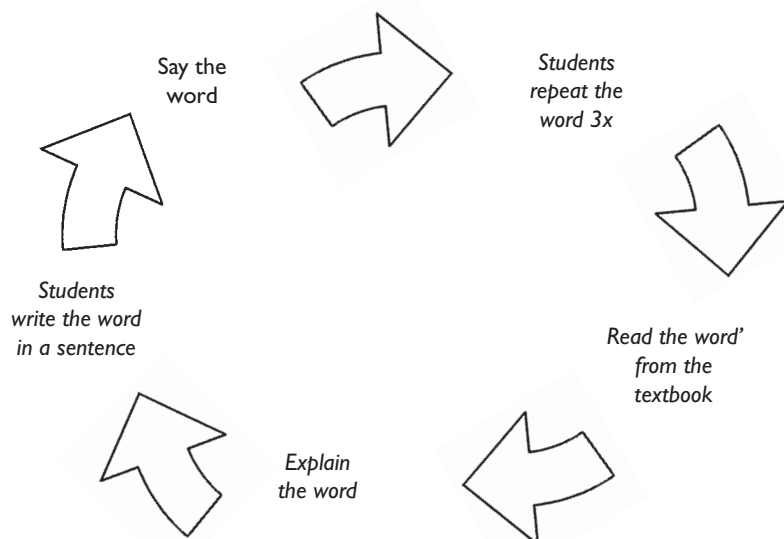 Say the
word
Students
repeat the
word 3x
Read the word’
from the
textbook
Explain
the word
Students
write the word
in a sentence